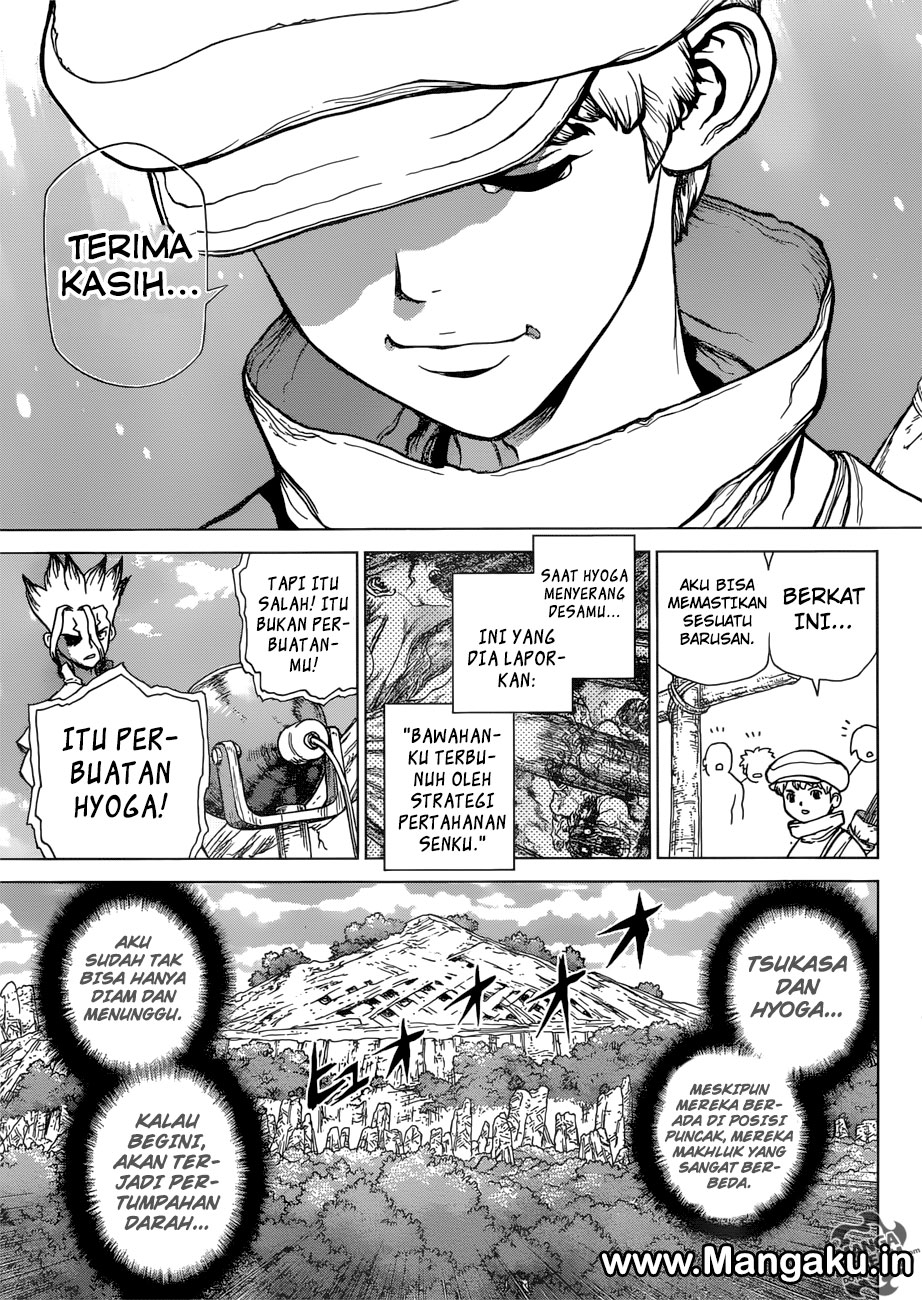 TERIMA
KASIH...
BERKAT
INI...
AKU BISA
MEMASTIKAN
SESUATU
BARUSAN.
SAAT HYOGA
MENYERANG
DESAMU...
INI YANG
DIA LAPOR-
KAN:
"BAWAHAN-
KU TERBU-
NUH OLEH
STRATEGI
PERTAHANAN
SENKU."
TAPI ITU
SALAH! ITU
BUKAN PER-
BUATAN-
MU!
ITU PER-
BUATAN
HYOGA!
TSUKASA
DAN
HYOGA...
MESKIPUN
MEREKA BER-
ADA DI POSISI
PUNCAK, MEREKA
MAKHLUK YANG
SANGAT BER-
BEDA.
ヒュ
AKU
SUDAH TAK
BISA HANYA
DIAM DAN
MENUNGGU.
KALAU
BEGINI,
AKAN TER-
JADI PER-
TUMPAHAN
DARAH...
www.Mangaku.in